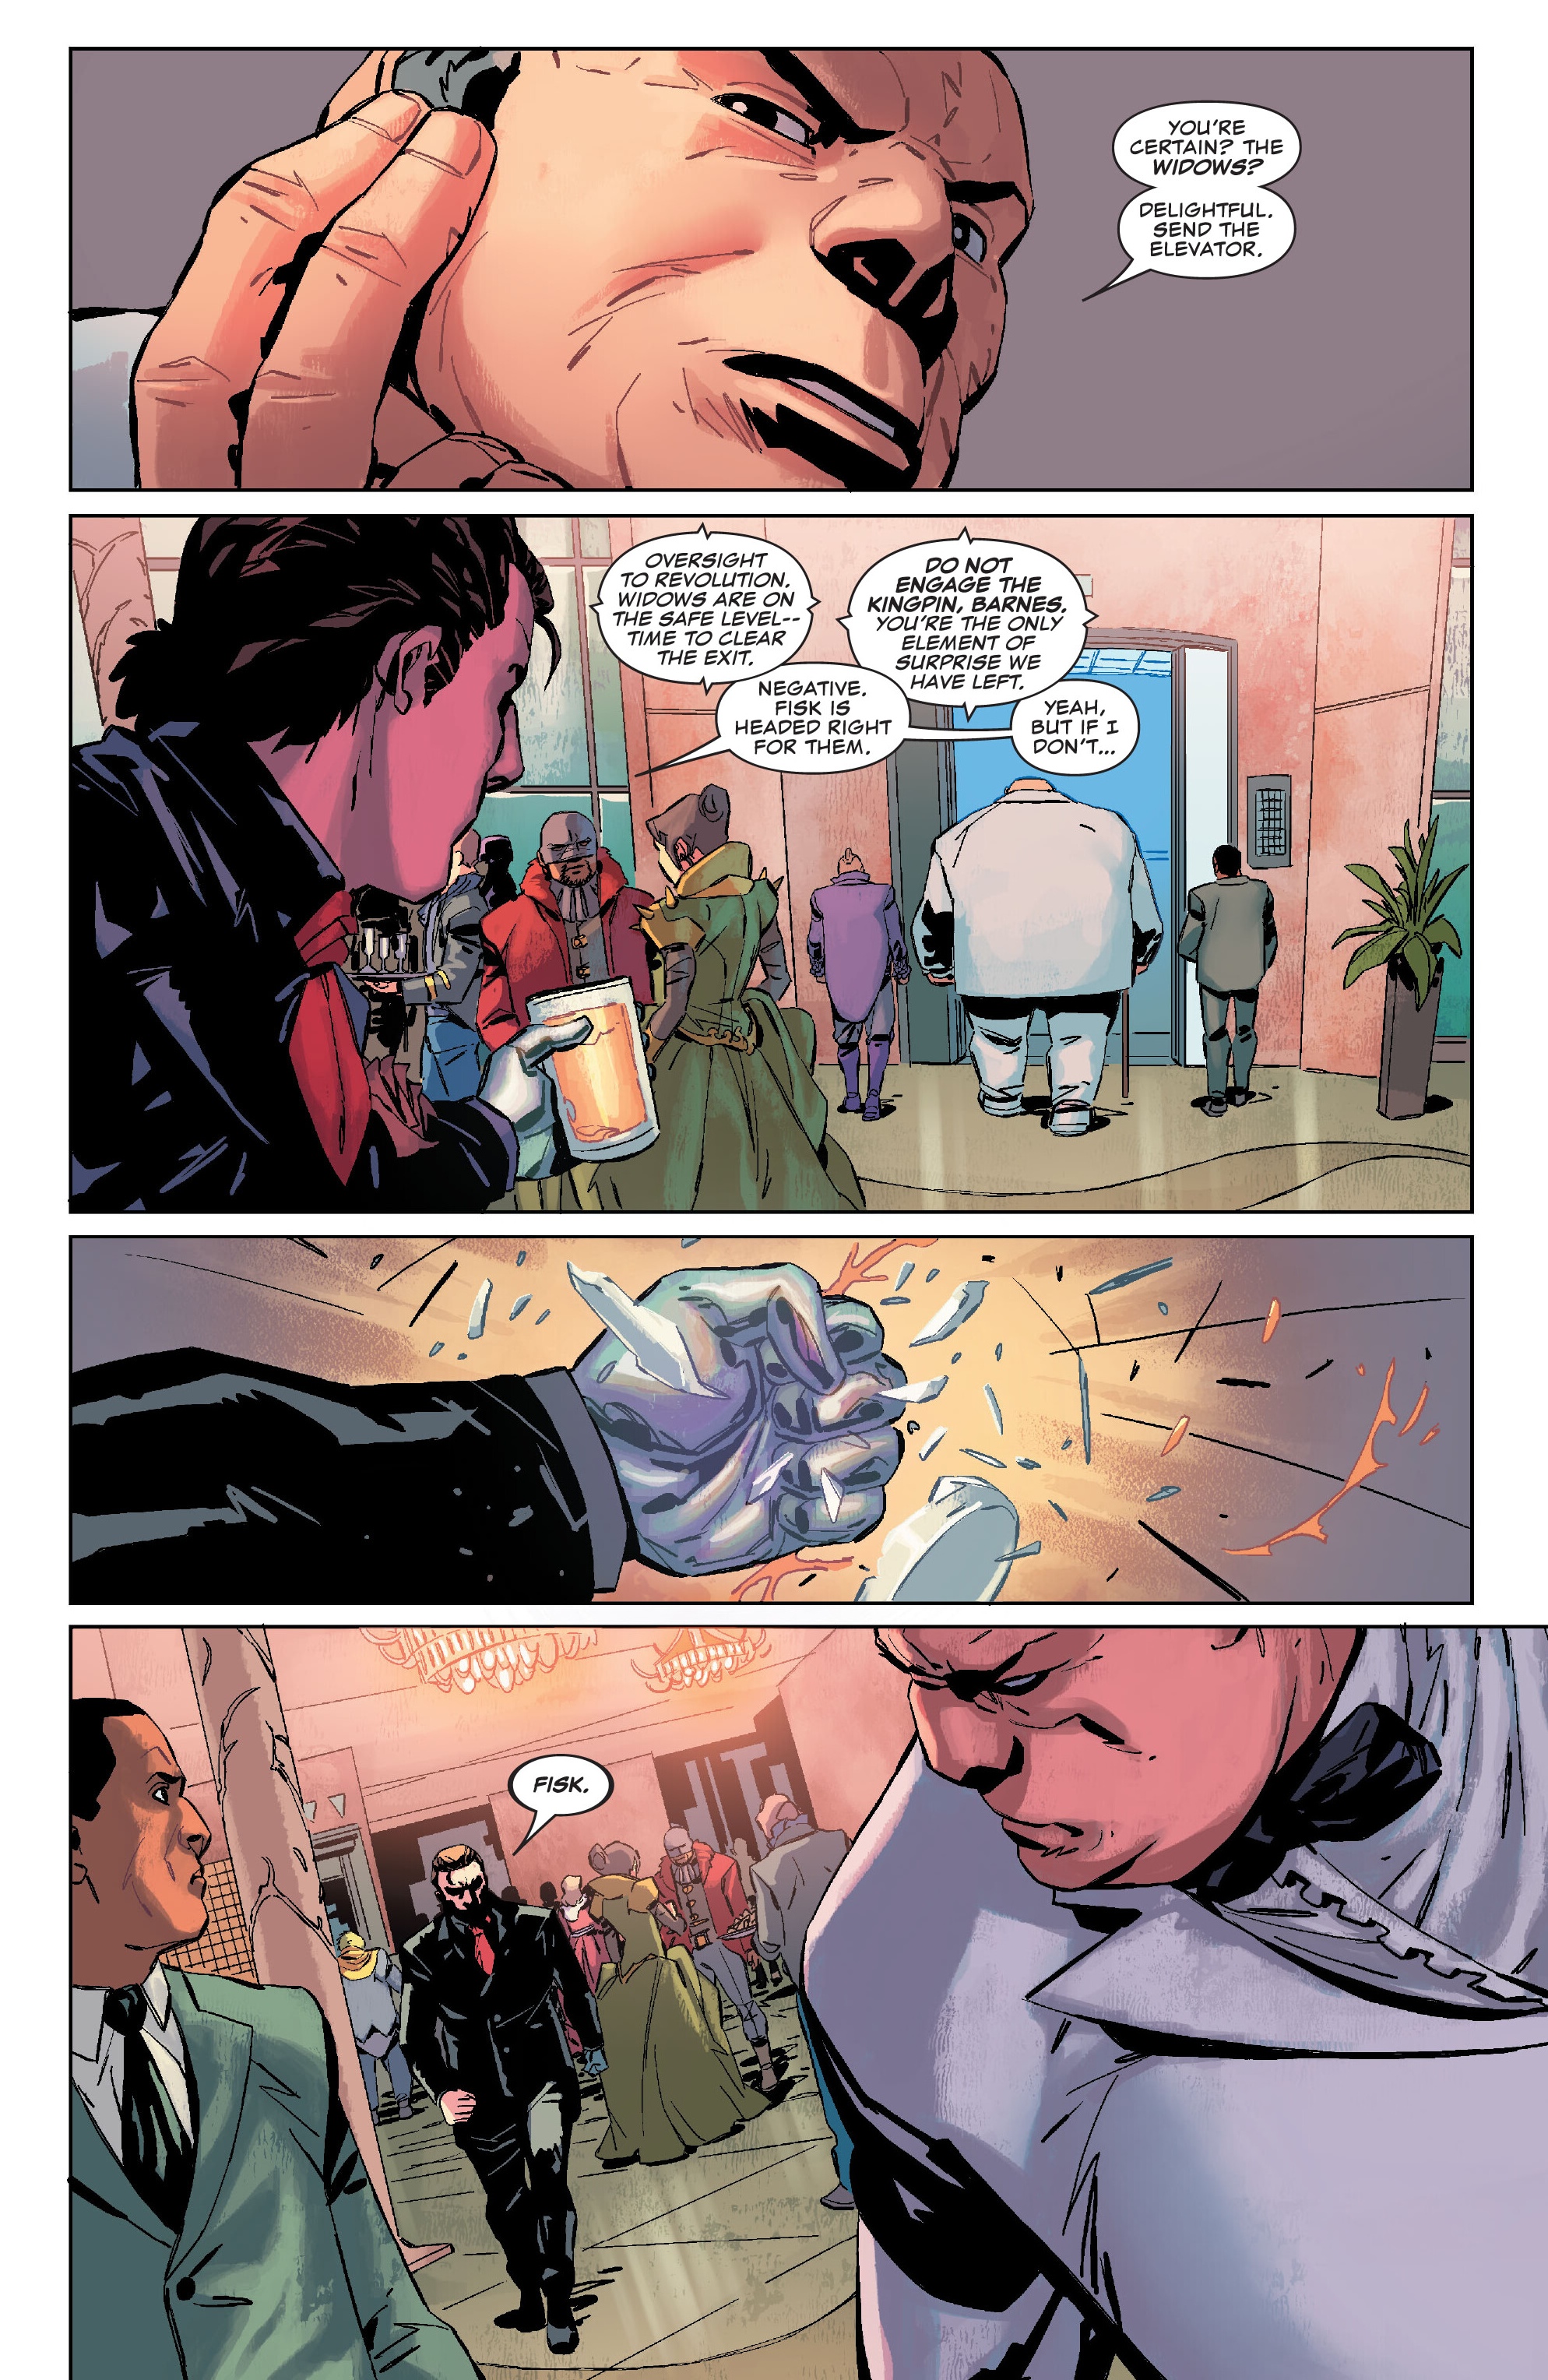 YOU'RE
CERTAIN? THE
WIDOWS?
DELIGHTFUL.
SEND THE
ELEVATOR.
OVERSIGHT
TO REVOLUTION.
WIDOWS ARE ON
THE SAFE LEVEL--
TIME TO CLEAR
THE EXIT.
NEGATIVE.
FISK IS
HEADED RIGHT
FOR THEM.
DO NOT
ENGAGE THE
KINGPIN, BARNES.
YOU'RE THE ONLY
ELEMENT OF
SURPRISE WE
HAVE LEFT.
YEAH,
BUT IF I
DON'T...
FISK.